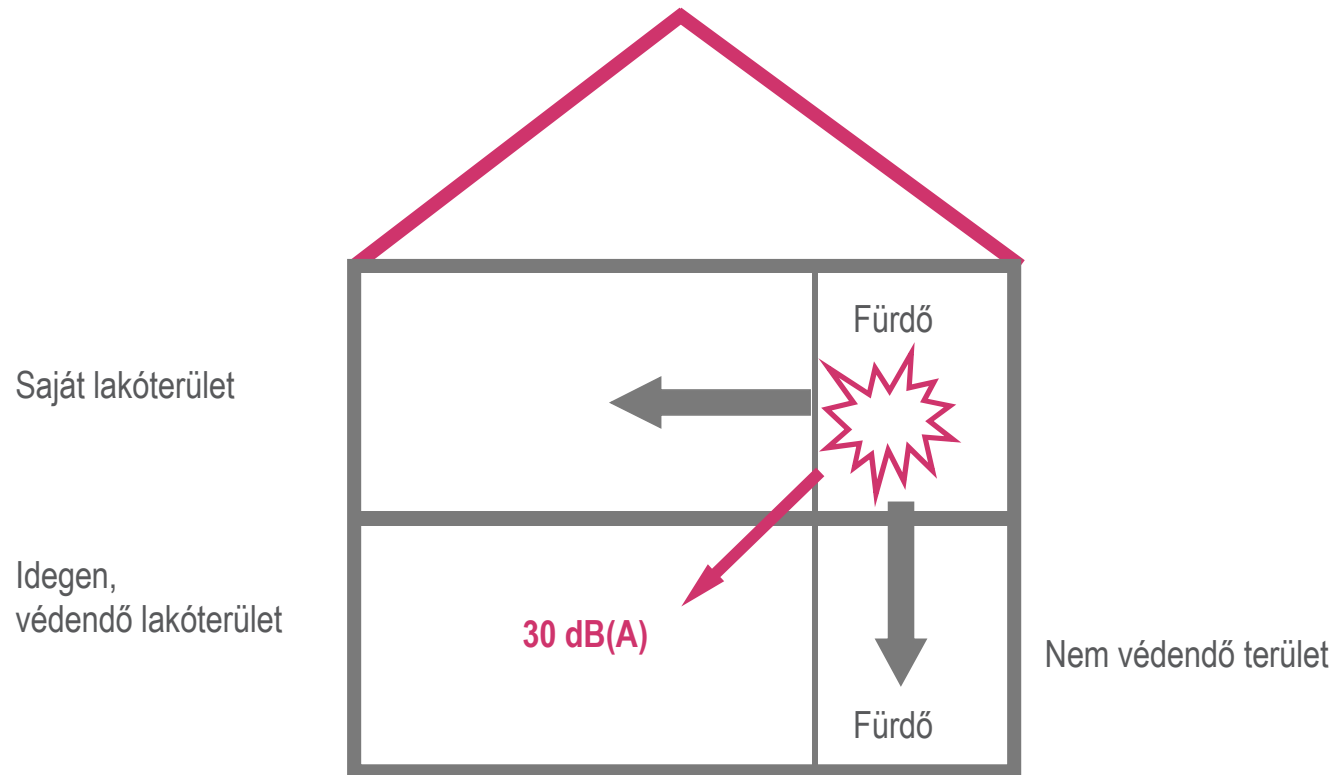 Fürdő
Saját lakóterület
Idegen,
védendő lakóterület
30 dB(A)
Nem védendő terület
Fürdő